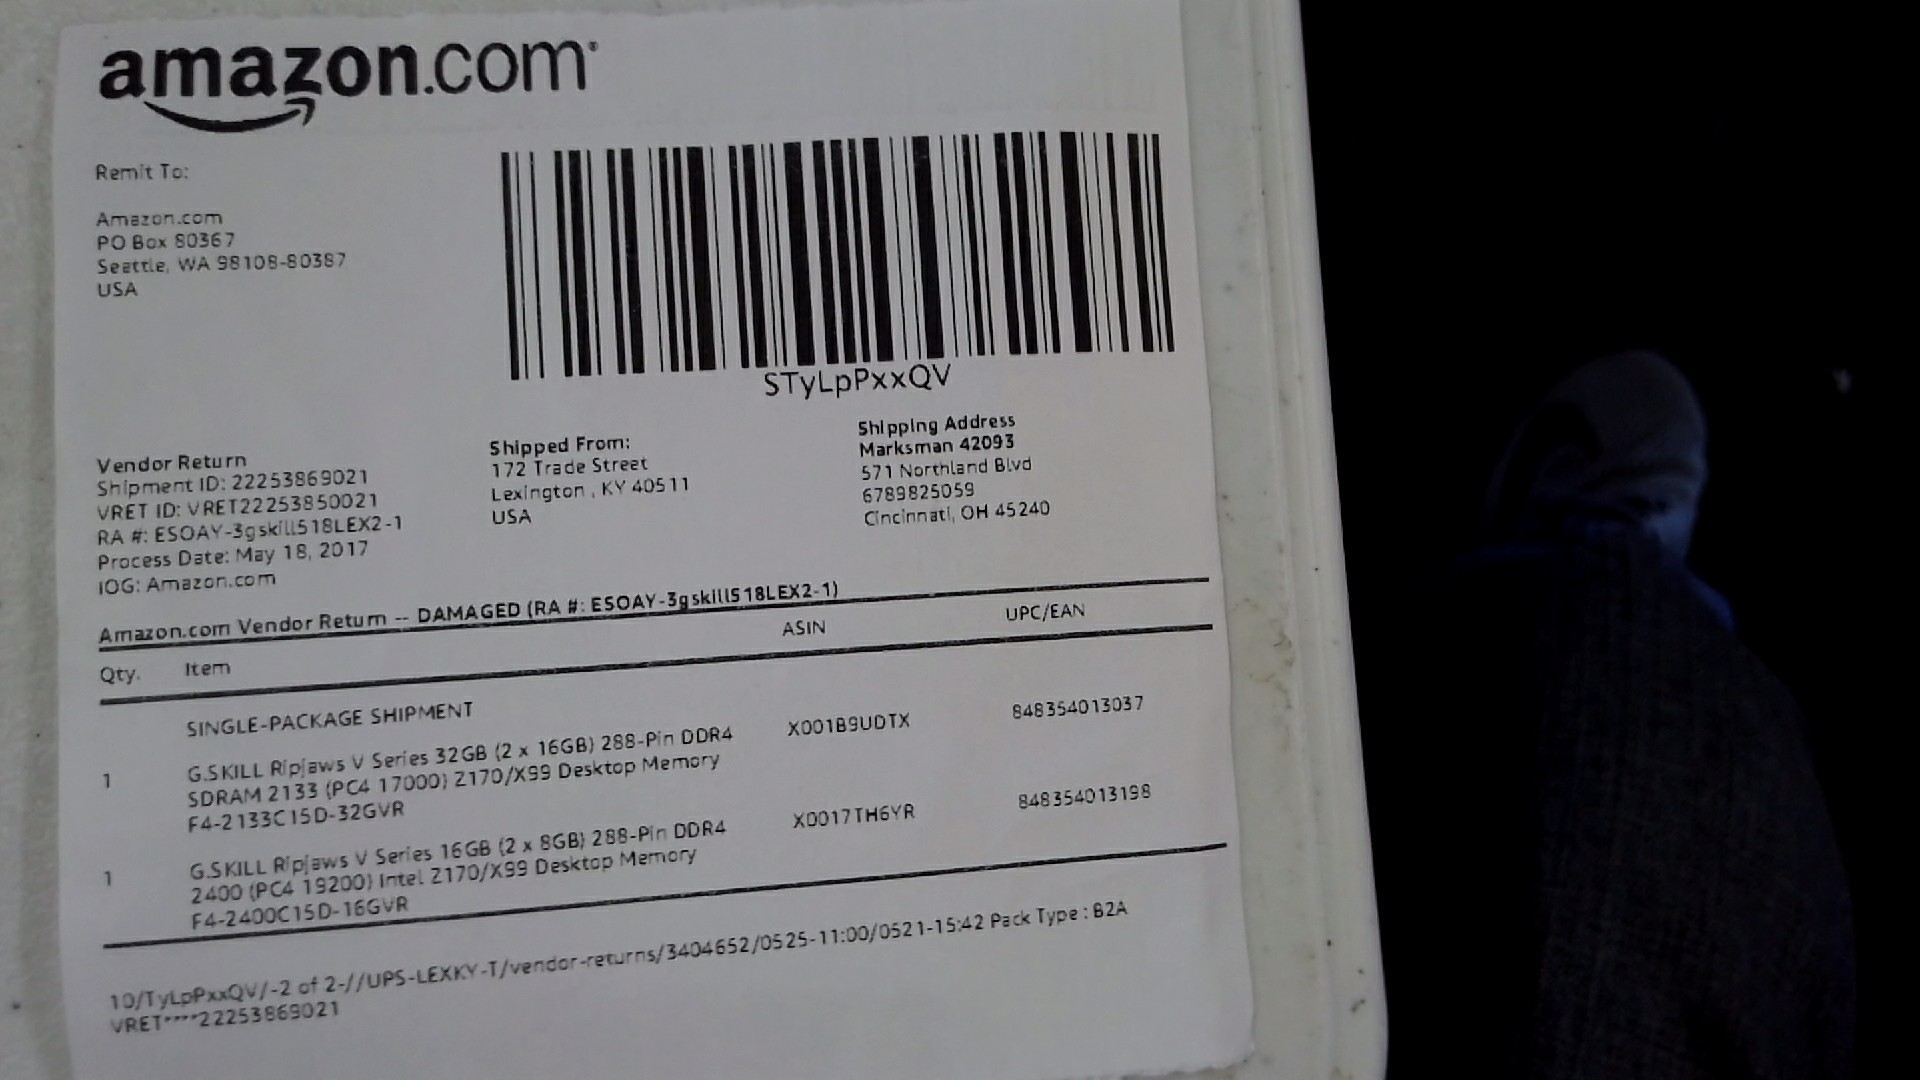 amazon.com
Remit To:
Amazon.com
PO Box 80367
Seattle, WA 98108-80387
USA
STyLpPxxQV
Vendor Return
Shipment ID: 22253869021
VRET ID: VRET22253850021
RA #: ESOAY-3gskill518LEX2-1
Process Date: May 18, 2017
IOG: Amazon.com
Shipped From:
172 Trade Street
Lexington , KY 40511
USA
Shipping Address
Marksman 42093
571 Northland Blvd
6789825059
Cincinnati, OH 45240
Amazon.com Vendor Return -- DAMAGED (RA #: ESOAY-3gskill518LEX2-1)
Qty. Item ASIN UPC/EAN
SINGLE-PACKAGE SHIPMENT
1 G.SKILL Ripjaws V Series 32GB (2 x 16GB) 288-Pin DDR4 X001B9UDTX 848354013037
SDRAM 2133 (PC4 17000) Z170/X99 Desktop Memory
F4-2133C15D-32GVR
1 G.SKILL Ripjaws V Series 16GB (2 x 8GB) 288-Pin DDR4 X0017TH6YR 848354013198
2400 (PC4 19200) Intel Z170/X99 Desktop Memory
F4-2400C15D-16GVR
10/TyLpPxxQV/-2 of 2-//UPS-LEXKY-T/vendor-returns/3404652/0525-11:00/0521-15:42 Pack Type : B2A
VRET****22253869021